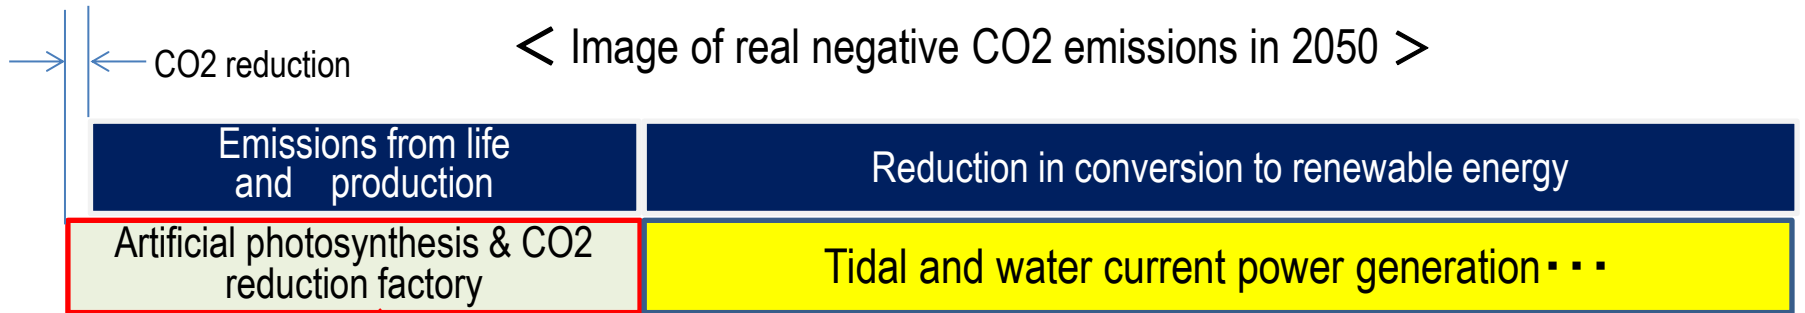 < Image of real negative CO2 emissions in 2050 >
CO2 reduction
Emissions from life
and production
Reduction in conversion to renewable energy
Artificial photosynthesis & CO2
reduction factory
Tidal and water current power generation・・・